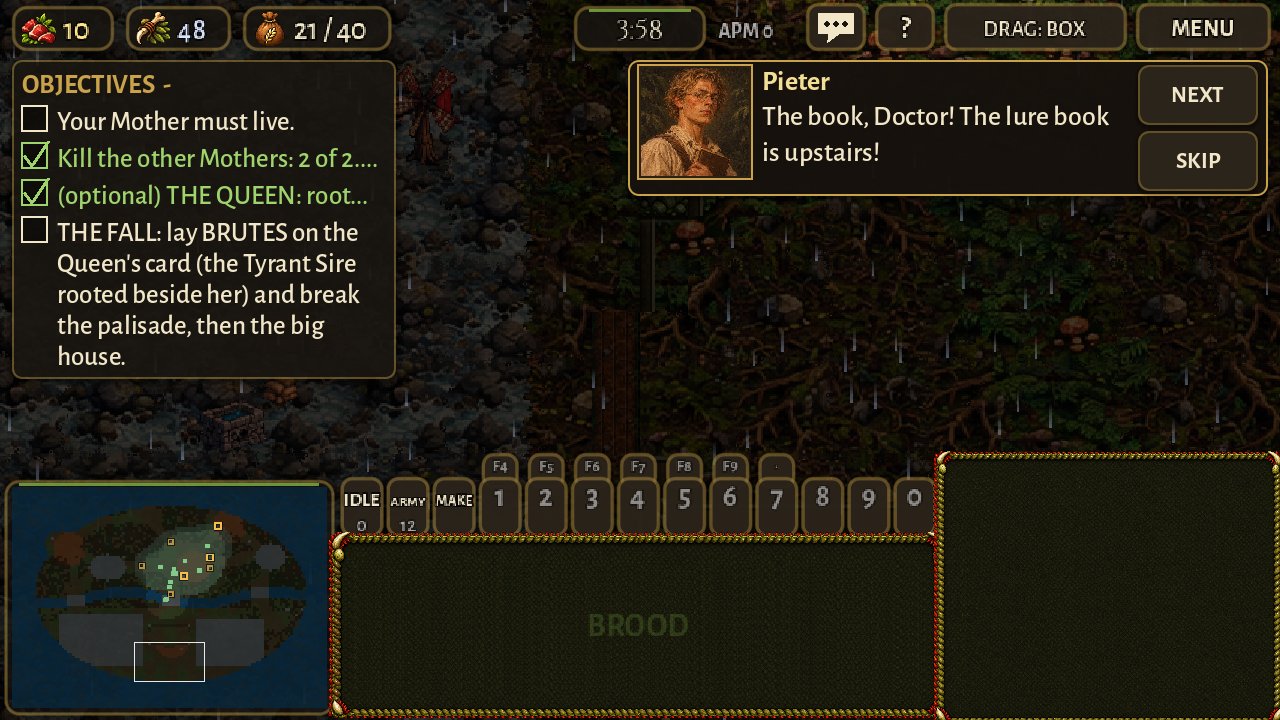 10
48
21 / 40
3:58
APM 0
?
DRAG: BOX
MENU
OBJECTIVES -
Your Mother must live.
Kill the other Mothers: 2 of 2....
(optional) THE QUEEN: root...
THE FALL: lay BRUTES on the
Queen's card (the Tyrant Sire
rooted beside her) and break
the palisade, then the big
house.
Pieter
The book, Doctor! The lure book
is upstairs!
NEXT
SKIP
F4
F5
F6
F7
F8
F9
IDLE
0
ARMY
12
MAKE
1
2
3
4
5
6
7
8
9
0
BROOD